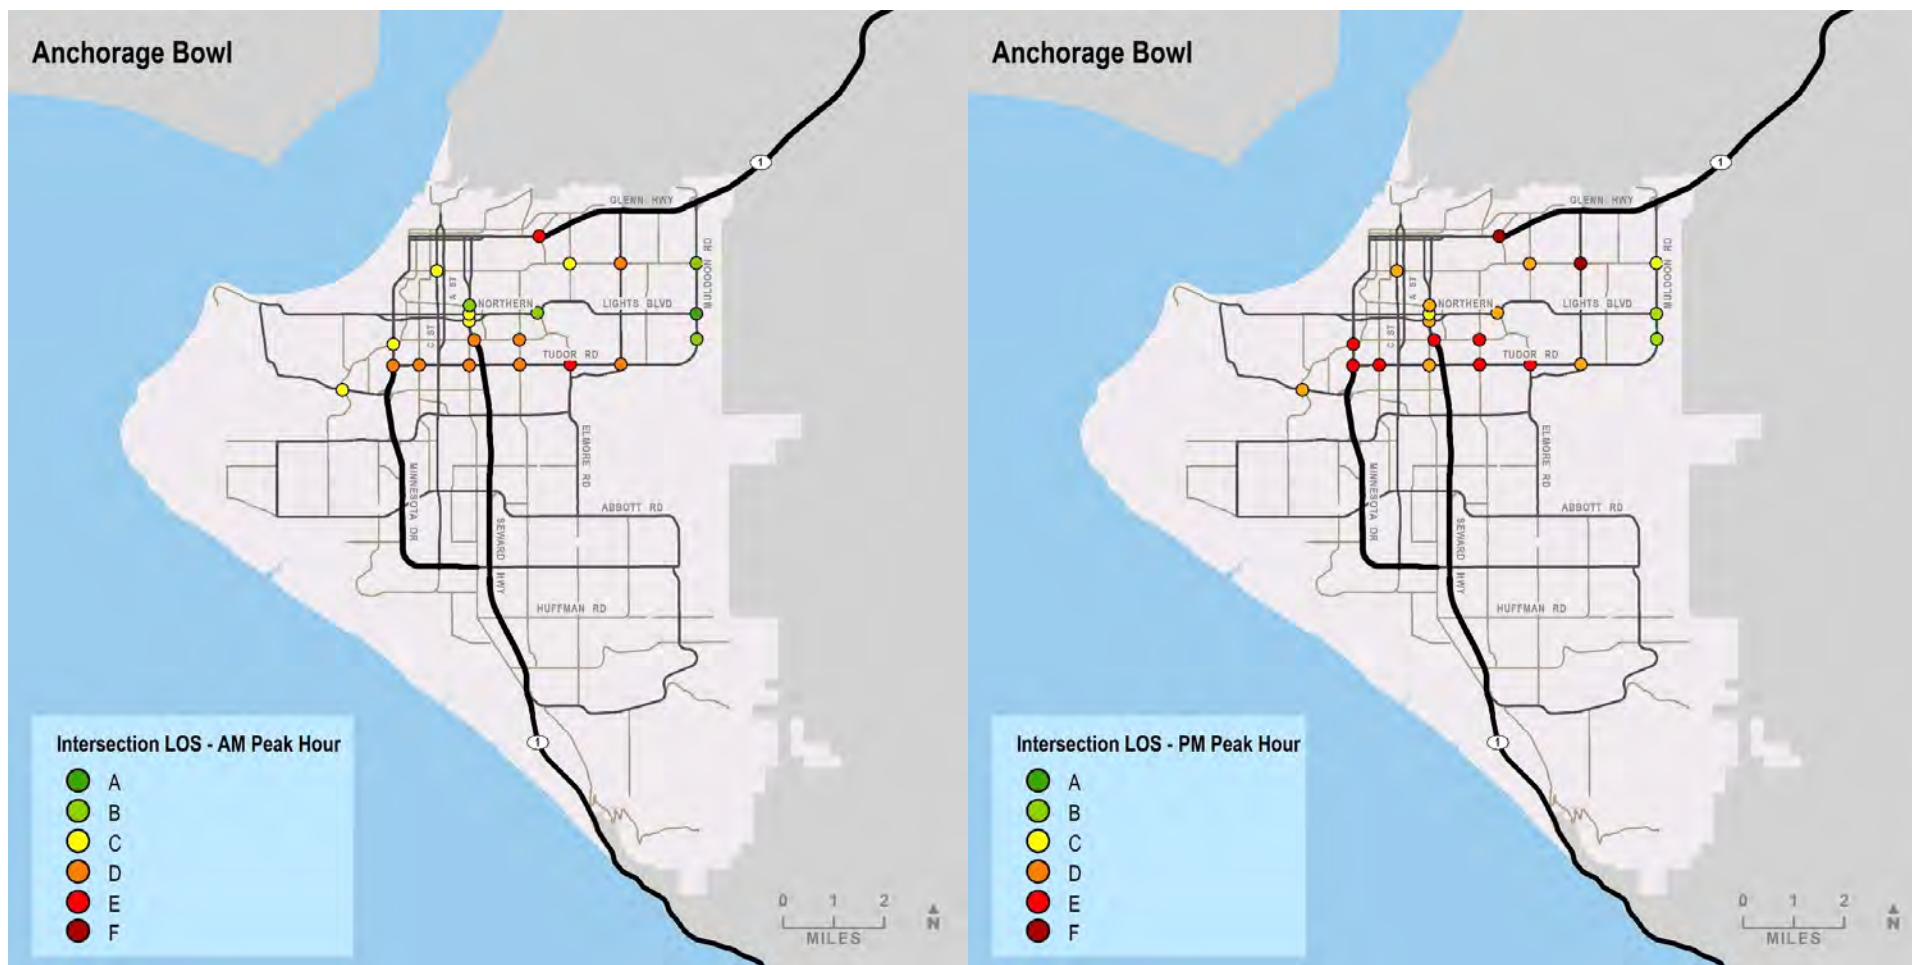 Anchorage Bowl
1
GLENN HWY
MULDOON RD
A ST
NORTHERN
LIGHTS BLVD
C ST
TUDOR RD
ELMORE RD
MINNESOTA DR
ABBOTT RD
SEWARD HWY
HUFFMAN RD
1
Intersection LOS - AM Peak Hour
A
B
C
D
E
F
0 1 2
MILES
N
Anchorage Bowl
1
GLENN HWY
MULDOON RD
A ST
NORTHERN
LIGHTS BLVD
C ST
TUDOR RD
ELMORE RD
MINNESOTA DR
ABBOTT RD
SEWARD HWY
HUFFMAN RD
1
Intersection LOS - PM Peak Hour
A
B
C
D
E
F
0 1 2
MILES
N